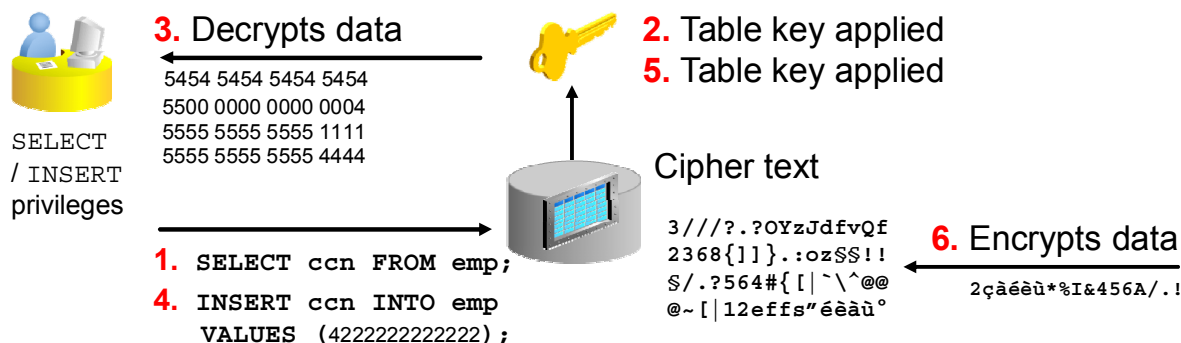 3. Decrypts data
5454 5454 5454 5454
5500 0000 0000 0004
5555 5555 5555 1111
5555 5555 5555 4444
2. Table key applied
5. Table key applied
SELECT
/ INSERT
privileges
1. SELECT ccn FROM emp;
4. INSERT ccn INTO emp
VALUES (4222222222222);
Cipher text
3///?.?OYzJdfvQf
2368{]]}.:oz§§!!
§/.?564#{[|`\^@@
@~[|12effs”éèàù°
6. Encrypts data
2çàéèù*%I&456A/.!